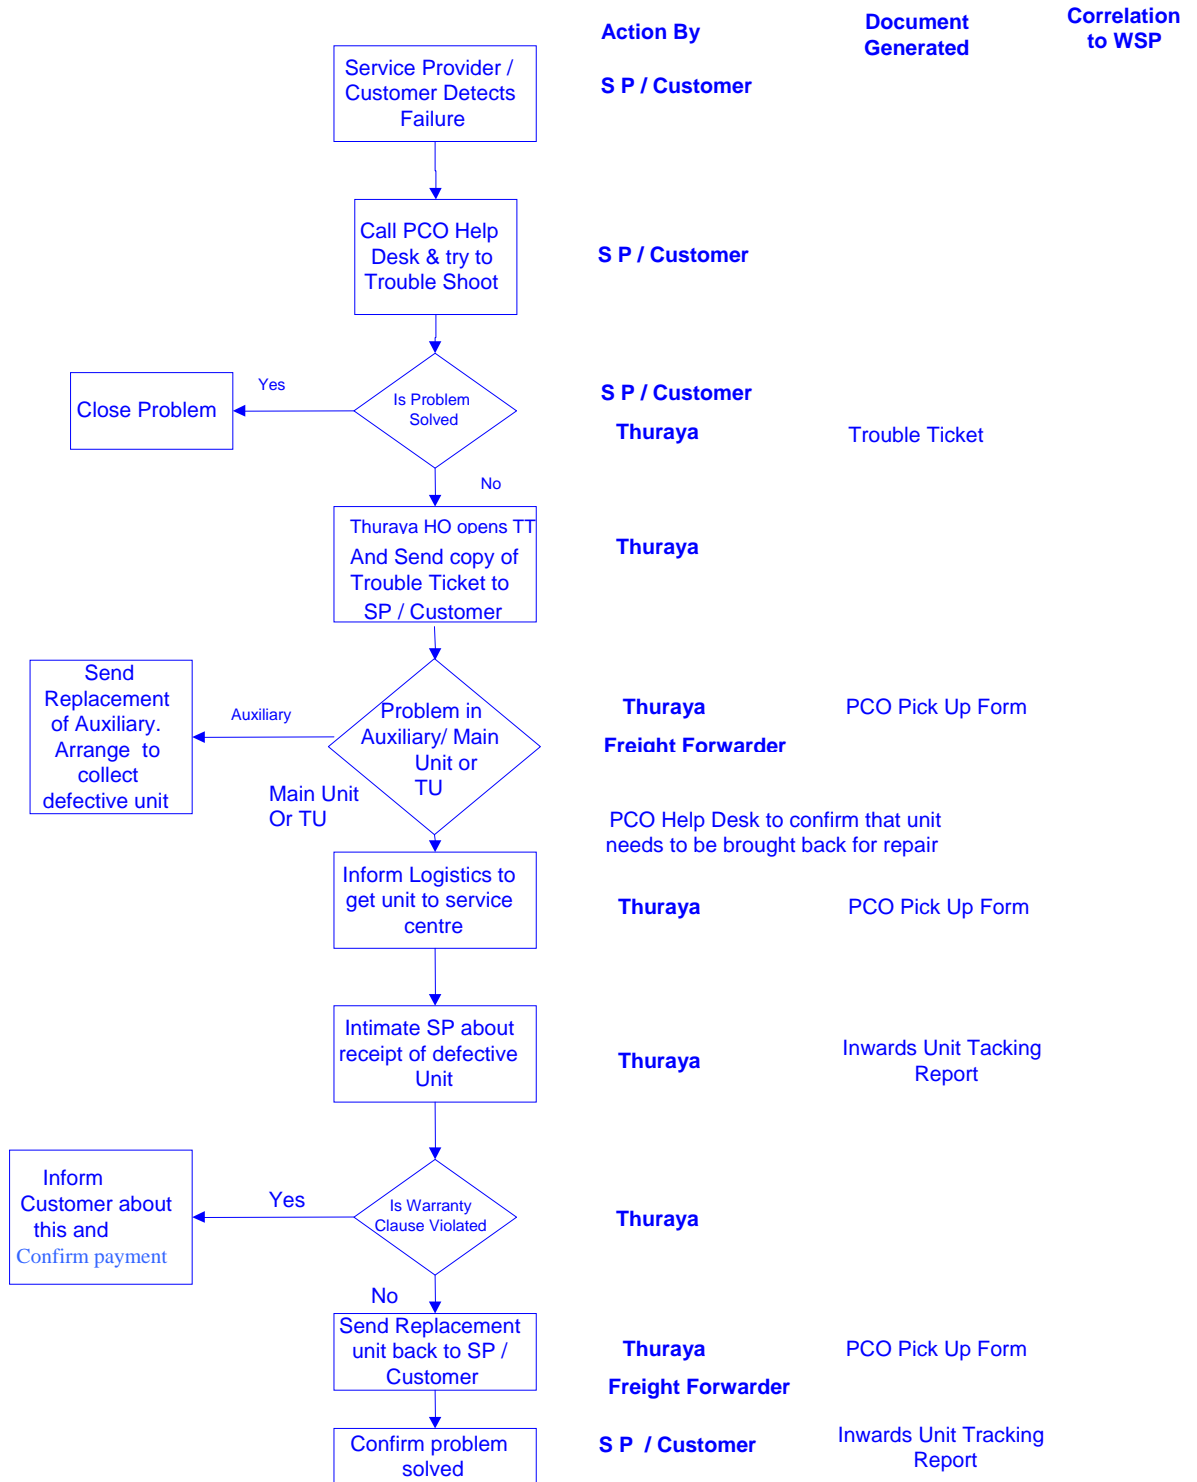 Action By
Document
Generated
Correlation
to WSP
Service Provider /
Customer Detects
Failure
S P / Customer
Call PCO Help
Desk & try to
Trouble Shoot
S P / Customer
Is Problem
Solved
Yes
Close Problem
S P / Customer
Thuraya
Trouble Ticket
No
Thuraya HO opens TT
And Send copy of
Trouble Ticket to
SP / Customer
Thuraya
Problem in
Auxiliary/ Main
Unit or
TU
Auxiliary
Send
Replacement
of Auxiliary.
Arrange to
collect
defective unit
Thuraya
PCO Pick Up Form
Freight Forwarder
Main Unit
Or TU
PCO Help Desk to confirm that unit
needs to be brought back for repair
Inform Logistics to
get unit to service
centre
Thuraya
PCO Pick Up Form
Intimate SP about
receipt of defective
Unit
Thuraya
Inwards Unit Tacking
Report
Is Warranty
Clause Violated
Yes
Inform
Customer about
this and
Confirm payment
Thuraya
No
Send Replacement
unit back to SP /
Customer
Thuraya
PCO Pick Up Form
Freight Forwarder
Confirm problem
solved
S P / Customer
Inwards Unit Tracking
Report